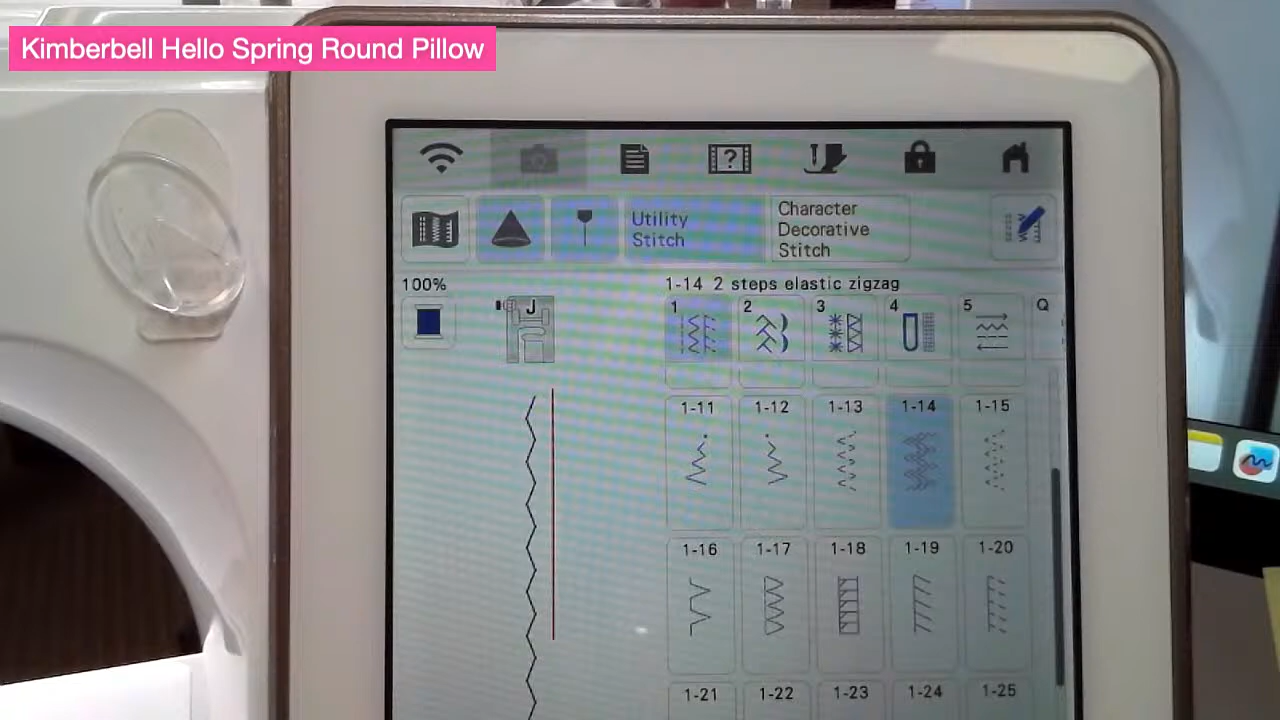 Kimberbell Hello Spring Round Pillow
?
Utility
Stitch
Character
Decorative
Stitch
100%
J
1-14 2 steps elastic zigzag
1 2 3 4 5 Q
1-11 1-12 1-13 1-14 1-15
1-16 1-17 1-18 1-19 1-20
1-21 1-22 1-23 1-24 1-25